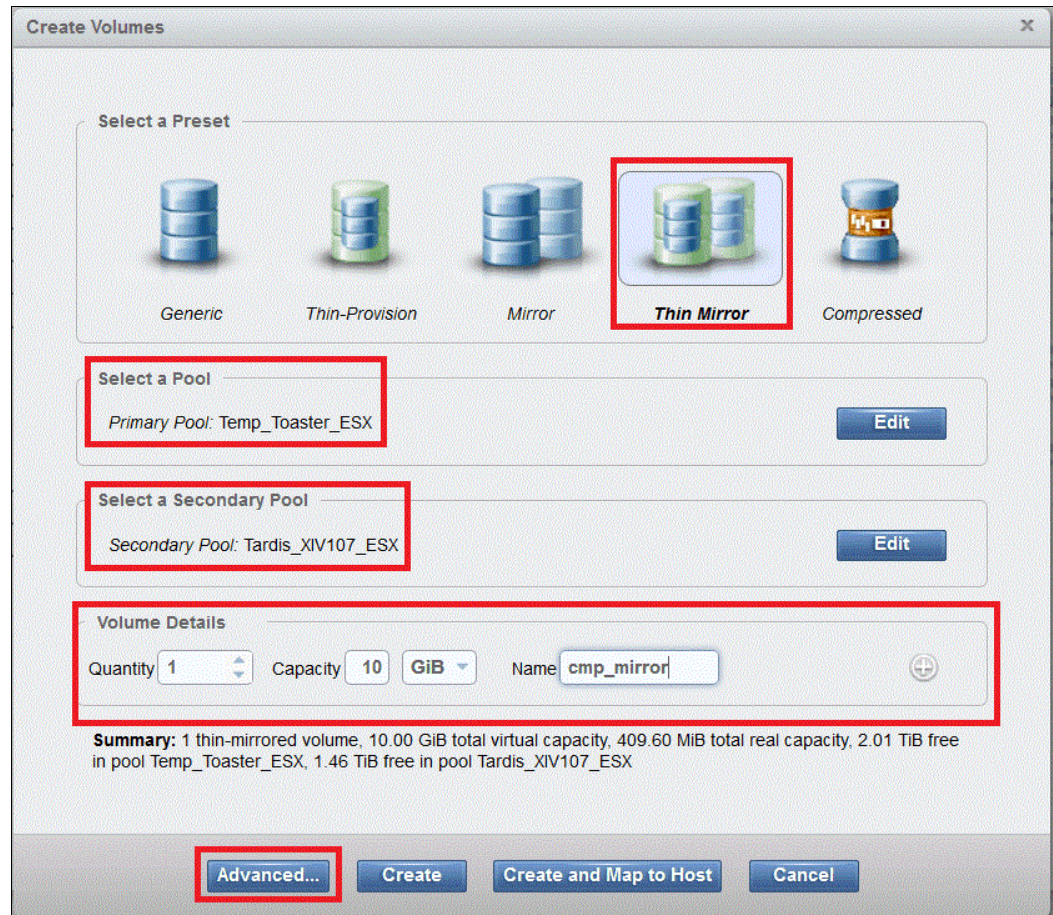 Create Volumes x
Select a Preset
Generic Thin-Provision Mirror Thin Mirror Compressed
Select a Pool
Primary Pool: Temp_Toaster_ESX Edit
Select a Secondary Pool
Secondary Pool: Tardis_XIV107_ESX Edit
Volume Details
Quantity 1 Capacity 10 GiB Name cmp_mirror
Summary: 1 thin-mirrored volume, 10.00 GiB total virtual capacity, 409.60 MiB total real capacity, 2.01 TiB free
in pool Temp_Toaster_ESX, 1.46 TiB free in pool Tardis_XIV107_ESX
Advanced... Create Create and Map to Host Cancel